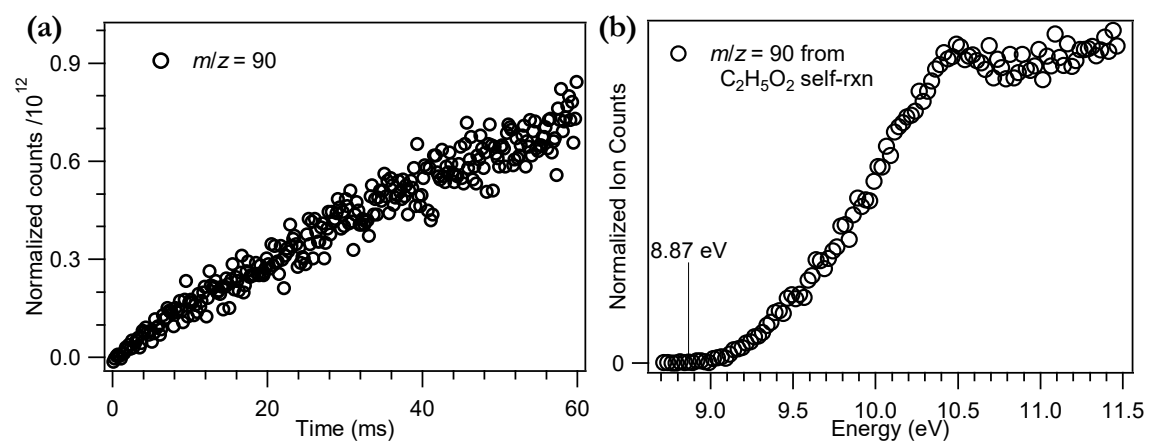 (a)
m/z = 90
Normalized counts /10¹²
0.9
0.6
0.3
0.0
0
20
40
60
Time (ms)
(b)
m/z = 90 from
C₂H₅O₂ self-rxn
Normalized Ion Counts
8.87 eV
0
9.0
9.5
10.0
10.5
11.0
11.5
Energy (eV)